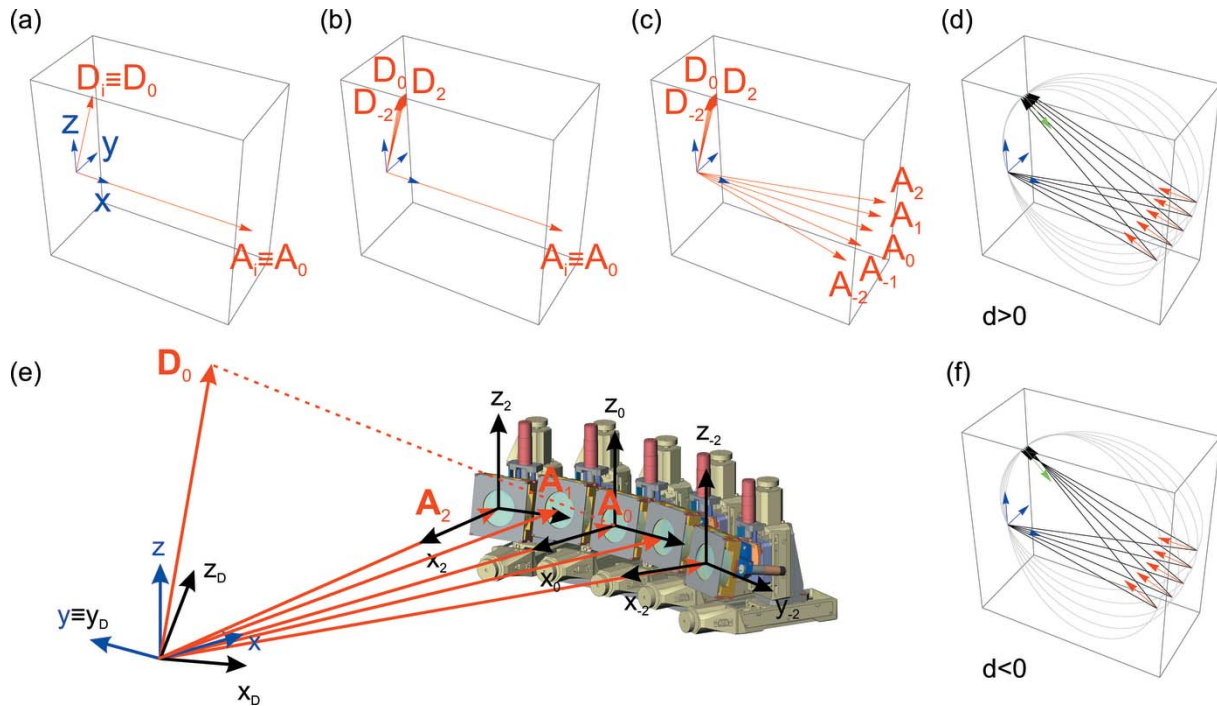 (a)
D_i≡D_0
z
y
x
A_i≡A_0
(b)
D_0
D_2
D_-2
A_i≡A_0
(c)
D_0
D_2
D_-2
A_2
A_1
A_0
A_-1
A_-2
(d)
d>0
(e)
D_0
z_2
z_0
z_-2
A_2
A_1
A_0
x_2
x_0
x_-2
y_-2
z
z_D
y≡y_D
x
x_D
(f)
d<0